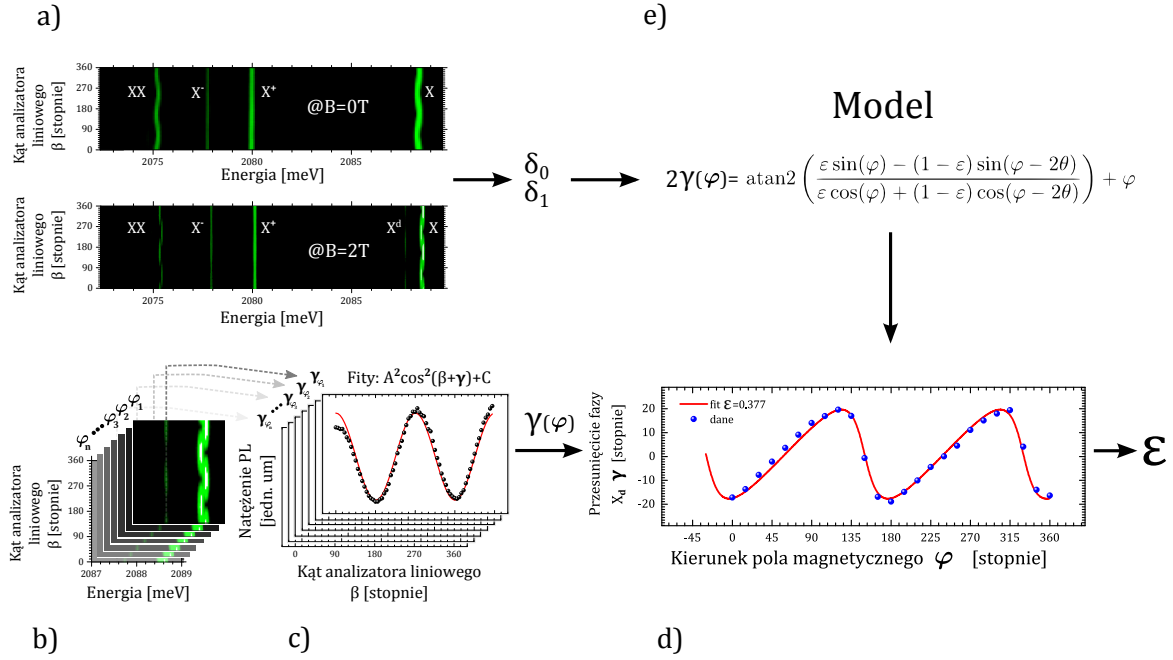 a)
e)
360
270
180
90
0
Kąt analizatora
liniowego
β [stopnie]
XX
X⁻
X⁺
@B=0T
X
2075
2080
2085
Energia [meV]
360
270
180
90
0
Kąt analizatora
liniowego
β [stopnie]
XX
X⁻
X⁺
@B=2T
Xᵈ
X
2075
2080
2085
Energia [meV]
δ₀
δ₁
Model
2γ(φ)= atan2 ( (ε sin(φ) − (1 − ε) sin(φ − 2θ)) / (ε cos(φ) + (1 − ε) cos(φ − 2θ)) ) + φ
φₙ•••φ₃φ₂φ₁
360
270
180
90
0
Kąt analizatora
liniowego
β [stopnie]
2087
2088
2089
Energia [meV]
Fity: A²cos²(β+γ)+C
Natężenie PL
[jedn. um]
0
90
180
270
360
Kąt analizatora liniowego
β [stopnie]
γ(φ)
Przesunięcicie fazy
X_d γ [stopnie]
20
10
0
-10
-20
fit ε=0,377
dane
-45
0
45
90
135
180
225
270
315
360
Kierunek pola magnetycznego φ [stopnie]
ε
b)
c)
d)